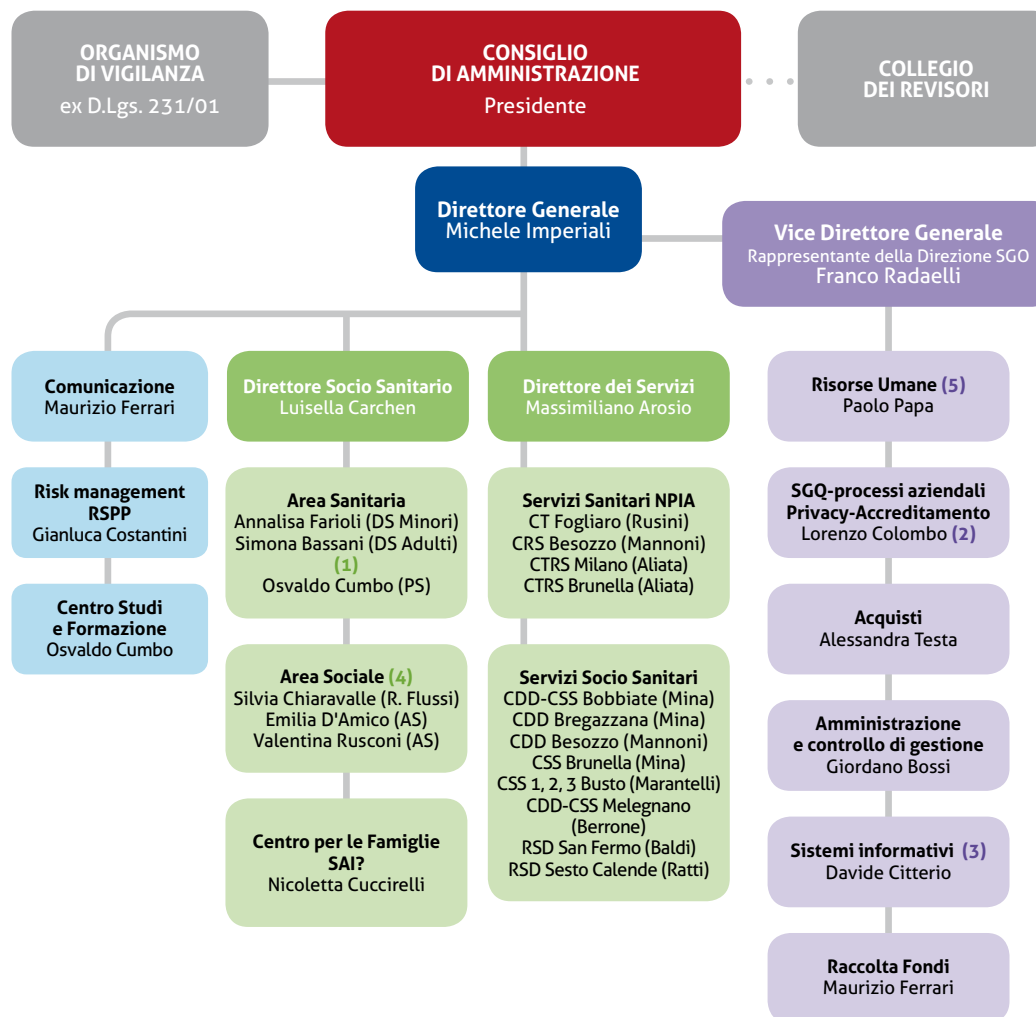 ORGANISMO
DI VIGILANZA
ex D.Lgs. 231/01
CONSIGLIO
DI AMMINISTRAZIONE
Presidente
COLLEGIO
DEI REVISORI
Direttore Generale
Michele Imperiali
Vice Direttore Generale
Rappresentante della Direzione SGQ
Franco Radaelli
Comunicazione
Maurizio Ferrari
Risk management
RSPP
Gianluca Costantini
Centro Studi
e Formazione
Osvaldo Cumbo
Direttore Socio Sanitario
Luisella Carchen
Area Sanitaria
Annalisa Farioli (DS Minori)
Simona Bassani (DS Adulti)
(1)
Osvaldo Cumbo (PS)
Area Sociale (4)
Silvia Chiaravalle (R. Flussi)
Emilia D'Amico (AS)
Valentina Rusconi (AS)
Centro per le Famiglie
SAI?
Nicoletta Cuccirelli
Direttore dei Servizi
Massimiliano Arosio
Servizi Sanitari NPIA
CT Fogliaro (Rusini)
CRS Besozzo (Mannoni)
CTRS Milano (Aliata)
CTRS Brunella (Aliata)
Servizi Socio Sanitari
CDD-CSS Bobbiate (Mina)
CDD Bregazzana (Mina)
CDD Besozzo (Mannoni)
CSS Brunella (Mina)
CSS 1, 2, 3 Busto (Marantelli)
CDD-CSS Melegnano
(Berrone)
RSD San Fermo (Baldi)
RSD Sesto Calende (Ratti)
Risorse Umane (5)
Paolo Papa
SGQ-processi aziendali
Privacy-Accreditamento
Lorenzo Colombo (2)
Acquisti
Alessandra Testa
Amministrazione
e controllo di gestione
Giordano Bossi
Sistemi informativi (3)
Davide Citterio
Raccolta Fondi
Maurizio Ferrari